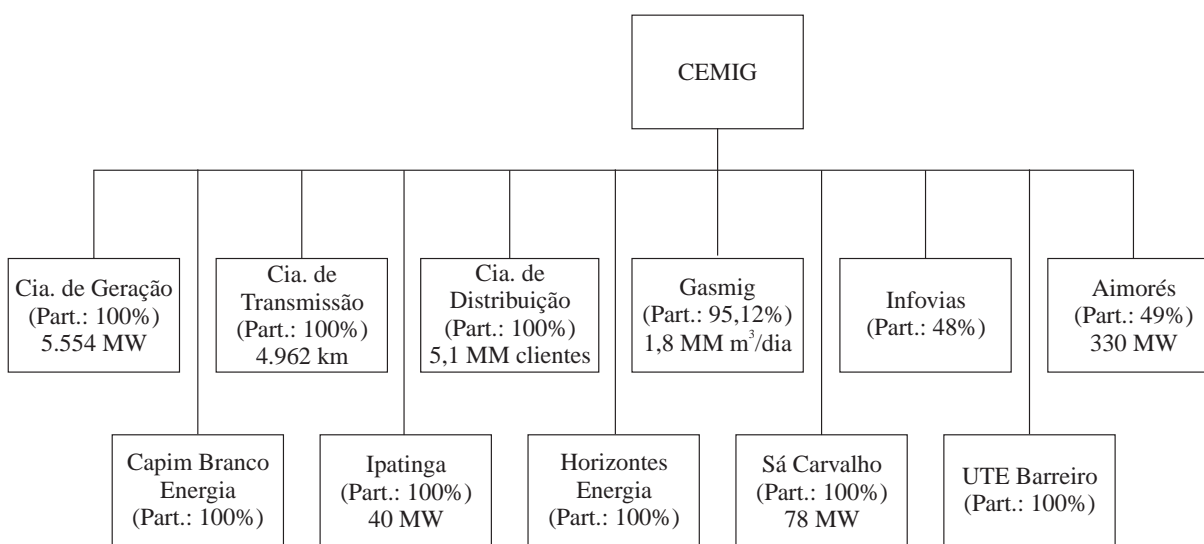 CEMIG
Cia. de Geração
(Part.: 100%)
5.554 MW
Cia. de
Transmissão
(Part.: 100%)
4.962 km
Cia. de
Distribuição
(Part.: 100%)
5,1 MM clientes
Gasmig
(Part.: 95,12%)
1,8 MM m³/dia
Infovias
(Part.: 48%)
Aimorés
(Part.: 49%)
330 MW
Capim Branco
Energia
(Part.: 100%)
Ipatinga
(Part.: 100%)
40 MW
Horizontes
Energia
(Part.: 100%)
Sá Carvalho
(Part.: 100%)
78 MW
UTE Barreiro
(Part.: 100%)